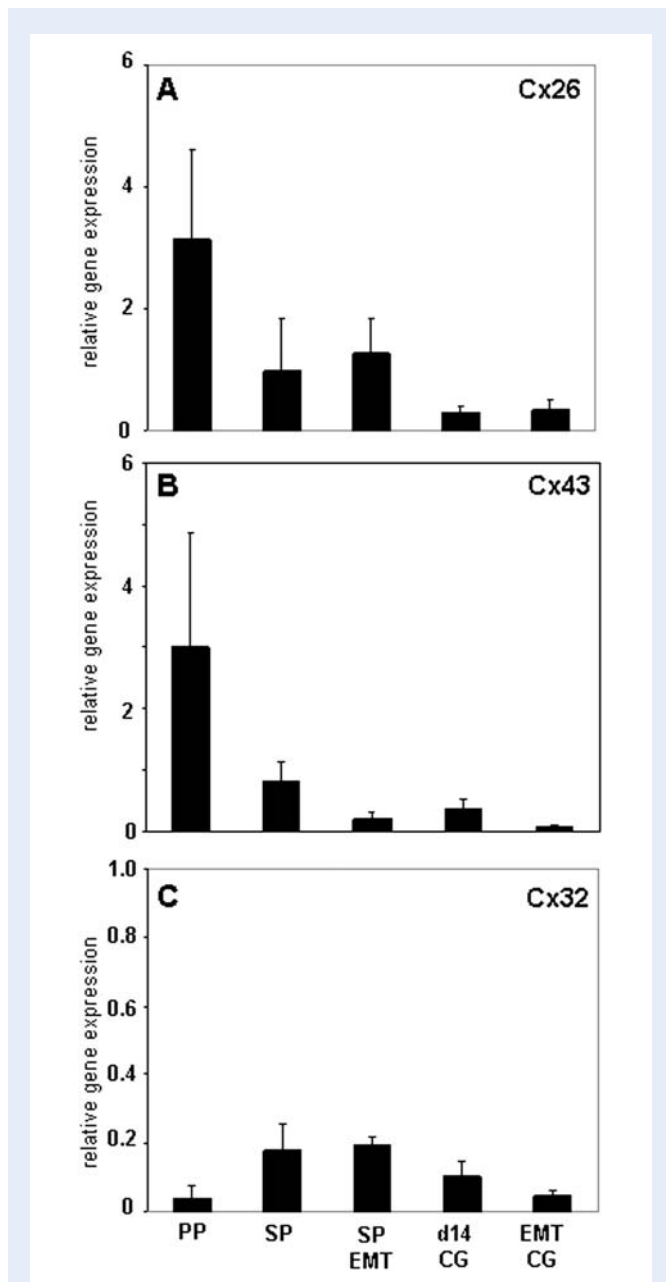 A
Cx26
relative gene expression
6
4
2
0
B
Cx43
relative gene expression
6
4
2
0
C
Cx32
relative gene expression
1.0
0.8
0.6
0.4
0.2
0
PP SP SP d14 EMT
EMT CG CG